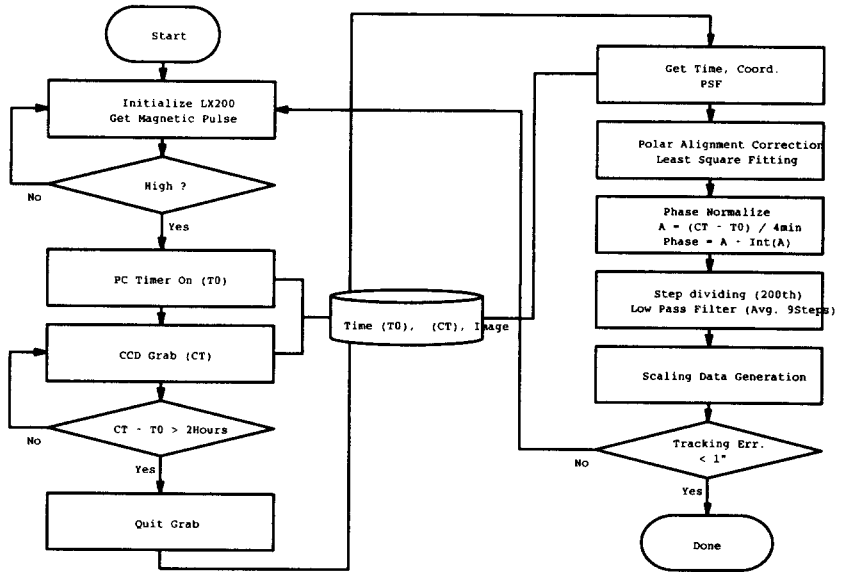 Start
Initialize LX200
Get Magnetic Pulse
High ?
No
Yes
PC Timer On (T0)
CCD Grab (CT)
CT - T0 > 2Hours
No
Yes
Quit Grab
Time (T0), (CT), Image
Get Time, Coord.
PSF
Polar Alignment Correction
Least Square Fitting
Phase Normalize
A = (CT - T0) / 4min
Phase = A - Int(A)
Step dividing (200th)
Low Pass Filter (Avg. 9Steps)
Scaling Data Generation
Tracking Err.
< 1"
No
Yes
Done